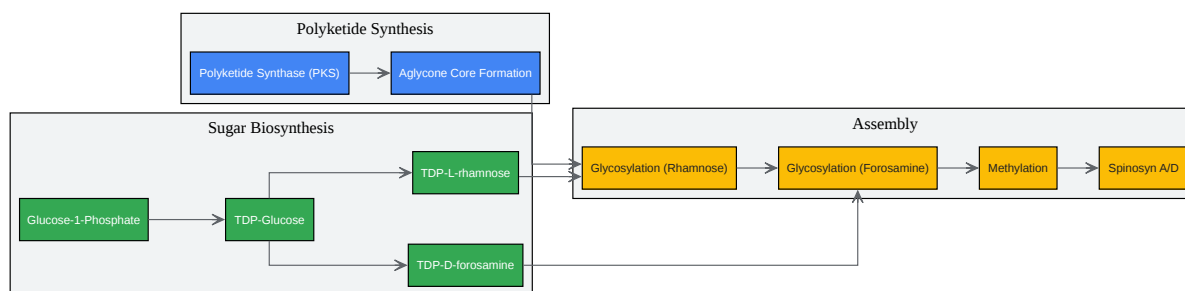 Polyketide Synthesis
Polyketide Synthase (PKS)
Aglycone Core Formation
Sugar Biosynthesis
Glucose-1-Phosphate
TDP-Glucose
TDP-L-rhamnose
TDP-D-forosamine
Assembly
Glycosylation (Rhamnose)
Glycosylation (Forosamine)
Methylation
Spinosyn A/D